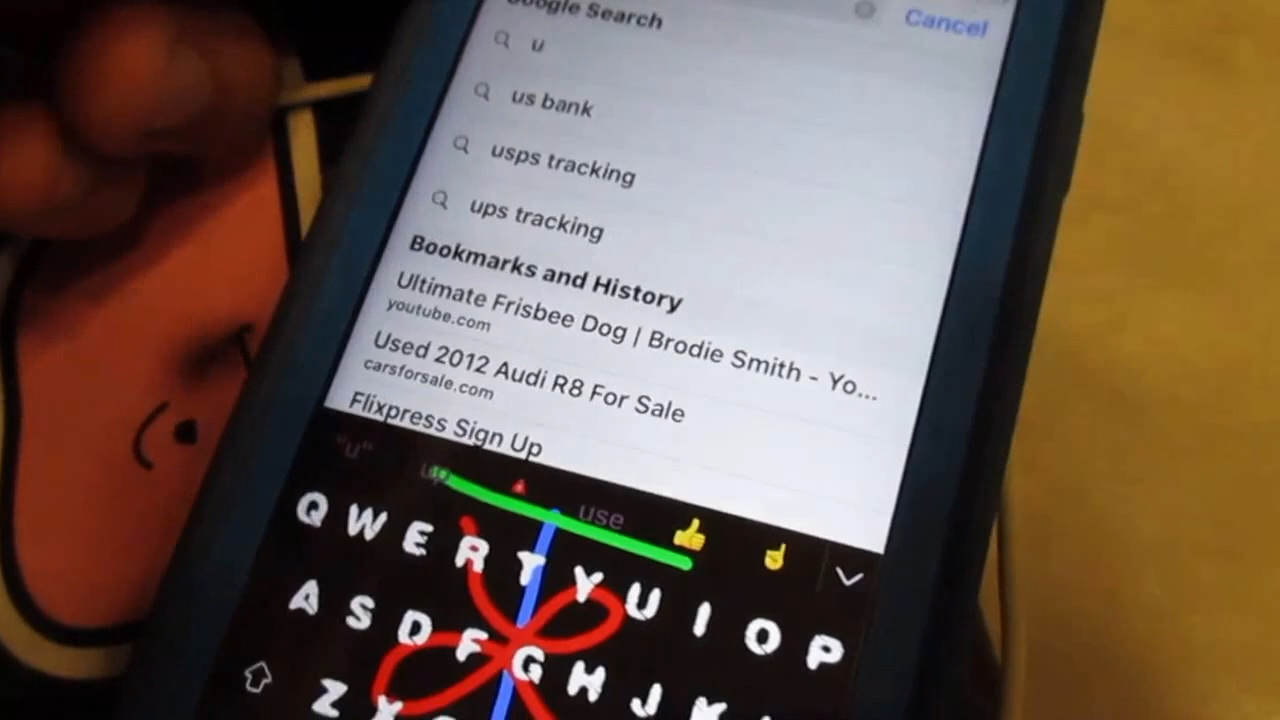 Google Search
Cancel
u
us bank
usps tracking
ups tracking
Bookmarks and History
Ultimate Frisbee Dog | Brodie Smith - Yo...
youtube.com
Used 2012 Audi R8 For Sale
carsforsale.com
Flixpress Sign Up
"u"
use
Q W E R T Y U I O P
A S D F G H J K
Z X